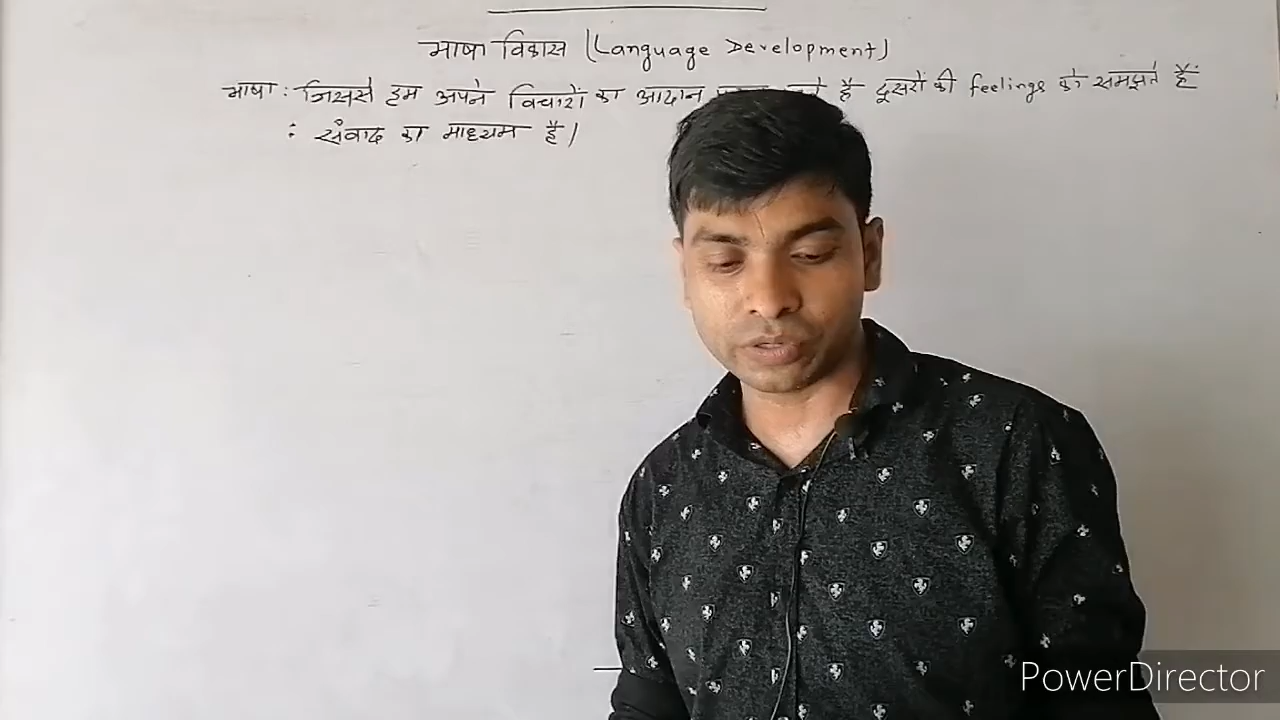 भाषा विकास (Language Development)
भाषा : जिससे हम अपने विचारों का आदान है दूसरों की feelings को समझते हैं
: संवाद का माध्यम है।
PowerDirector